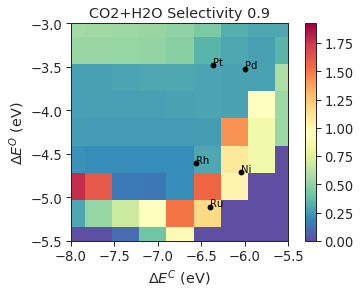 CO2+H2O Selectivity 0.9
−3.0
−3.5
−4.0
−4.5
−5.0
−5.5
ΔE^O (eV)
Pt
Pd
Rh
Ni
Ru
−8.0 −7.5 −7.0 −6.5 −6.0 −5.5
ΔE^C (eV)
1.75
1.50
1.25
1.00
0.75
0.50
0.25
0.00